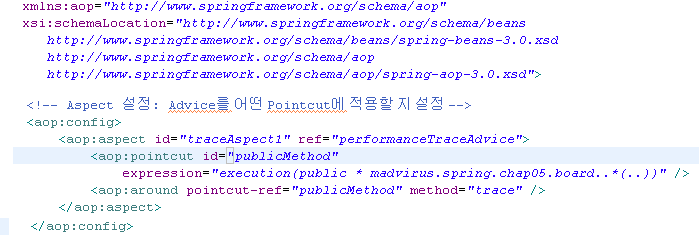 xmlns:aop="http://www.springframework.org/schema/aop"
xsi:schemaLocation="http://www.springframework.org/schema/beans
http://www.springframework.org/schema/beans/spring-beans-3.0.xsd
http://www.springframework.org/schema/aop
http://www.springframework.org/schema/aop/spring-aop-3.0.xsd">
<!-- Aspect 설정: Advice를 어떤 Pointcut에 적용할 지 설정 -->
<aop:config>
<aop:aspect id="traceAspect1" ref="performanceTraceAdvice">
<aop:pointcut id="publicMethod"
expression="execution(public * madvirus.spring.chap05.board..*(..))" />
<aop:around pointcut-ref="publicMethod" method="trace" />
</aop:aspect>
</aop:config>